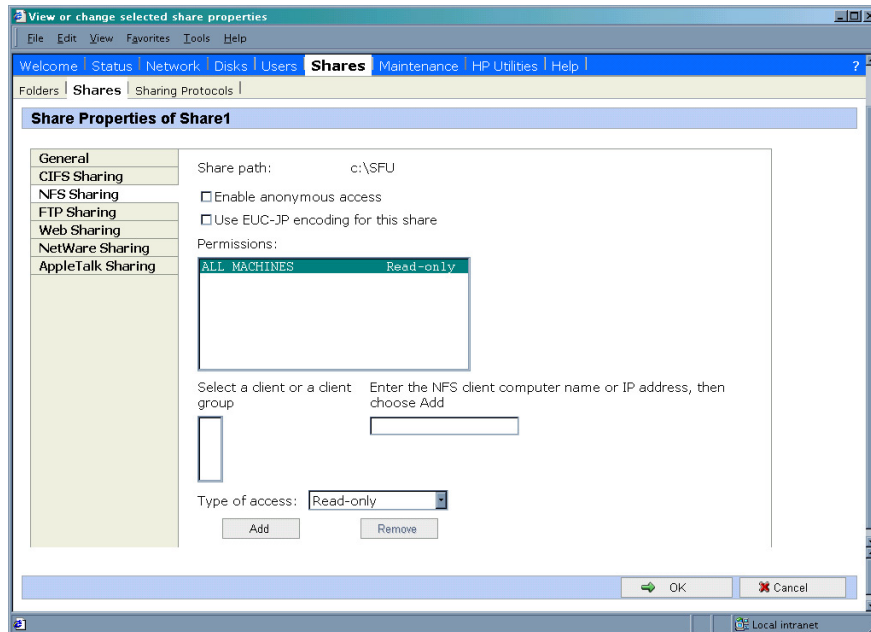 View or change selected share properties
File Edit View Favorites Tools Help
Welcome Status Network Disks Users Shares Maintenance HP Utilities Help ?
Folders Shares Sharing Protocols
Share Properties of Share1
General
CIFS Sharing
NFS Sharing
FTP Sharing
Web Sharing
NetWare Sharing
AppleTalk Sharing
Share path: c:\SFU
Enable anonymous access
Use EUC-JP encoding for this share
Permissions:
ALL MACHINES Read-only
Select a client or a client group
Enter the NFS client computer name or IP address, then choose Add
Type of access: Read-only
Add Remove
OK Cancel
Local intranet